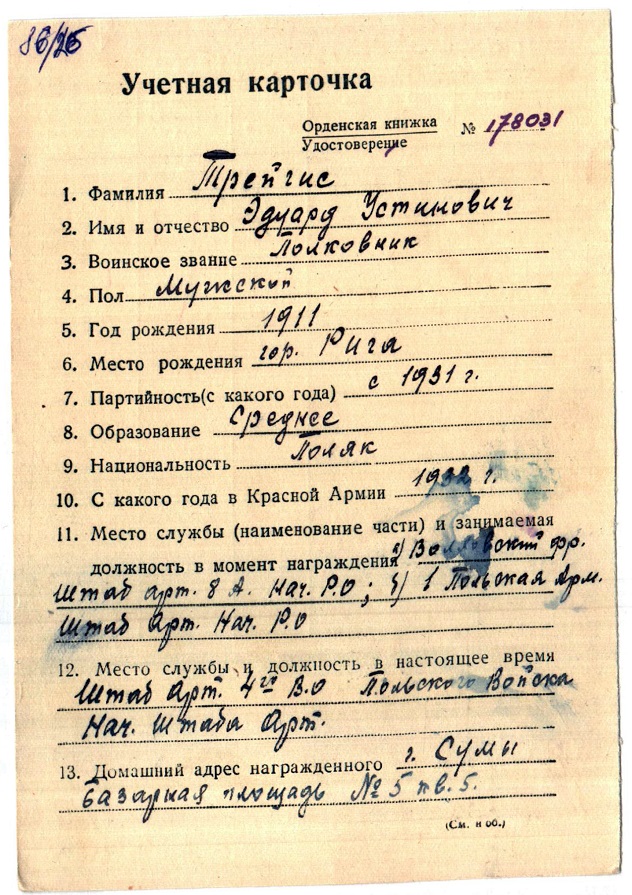 86/26
Учетная карточка
Орденская книжка
Удостоверение № 178031
1. Фамилия Трейгис
2. Имя и отчество Эдуард Устинович
3. Воинское звание Полковник
4. Пол Мужской
5. Год рождения 1911
6. Место рождения гор. Рига
7. Партийность(с какого года) с 1931 г.
8. Образование Среднее
9. Национальность Поляк
10. С какого года в Красной Армии 1932 г.
11. Место службы (наименование части) и занимаемая
должность в момент награждения Волховский фр.
Штаб арт. 8 А. Нач. Р.О; 1 Польская Арм.
Штаб Арт. Нач. Р.О
12. Место службы и должность в настоящее время
Штаб Арт. 4го В.О Польского Войска
Нач. Штаба Арт.
13. Домашний адрес награжденного г. Сумы
базарная площадь № 5 кв. 5.
(См. н об.)